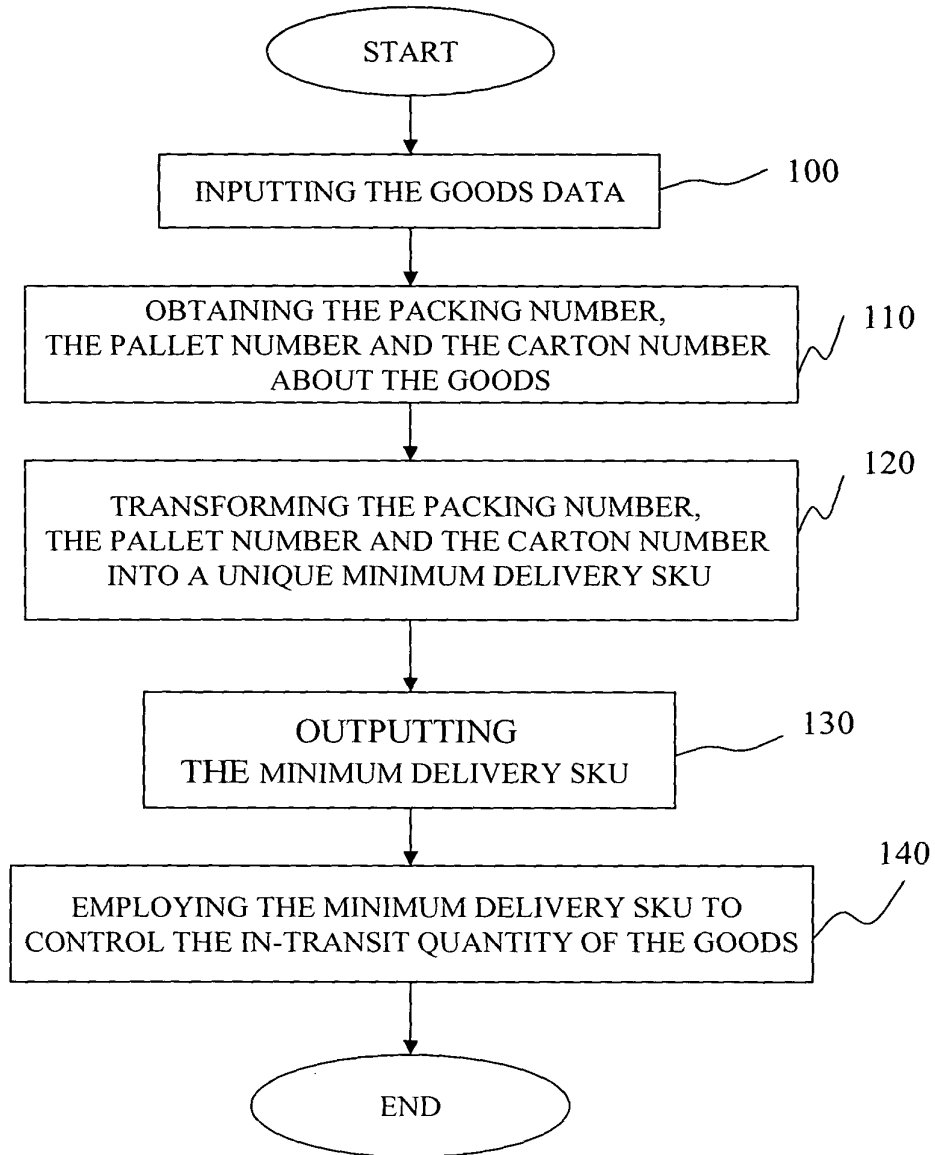 START
INPUTTING THE GOODS DATA
100
OBTAINING THE PACKING NUMBER,
THE PALLET NUMBER AND THE CARTON NUMBER
ABOUT THE GOODS
110
TRANSFORMING THE PACKING NUMBER,
THE PALLET NUMBER AND THE CARTON NUMBER
INTO A UNIQUE MINIMUM DELIVERY SKU
120
OUTPUTTING
THE MINIMUM DELIVERY SKU
130
EMPLOYING THE MINIMUM DELIVERY SKU TO
CONTROL THE IN-TRANSIT QUANTITY OF THE GOODS
140
END